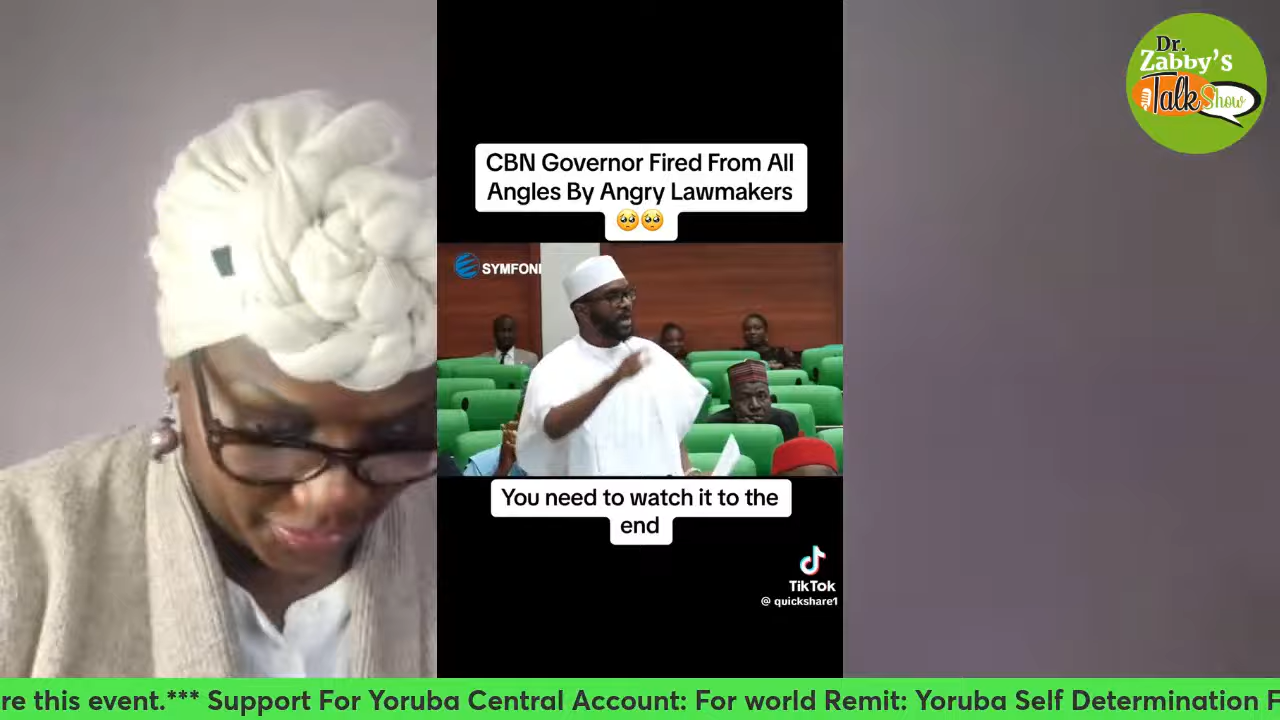 Dr.
Zabby's
Talk Show
CBN Governor Fired From All
Angles By Angry Lawmakers
🥺🥺
SYMFONI
You need to watch it to the
end
TikTok
@ quickshare1
re this event.*** Support For Yoruba Central Account: For world Remit: Yoruba Self Determination F